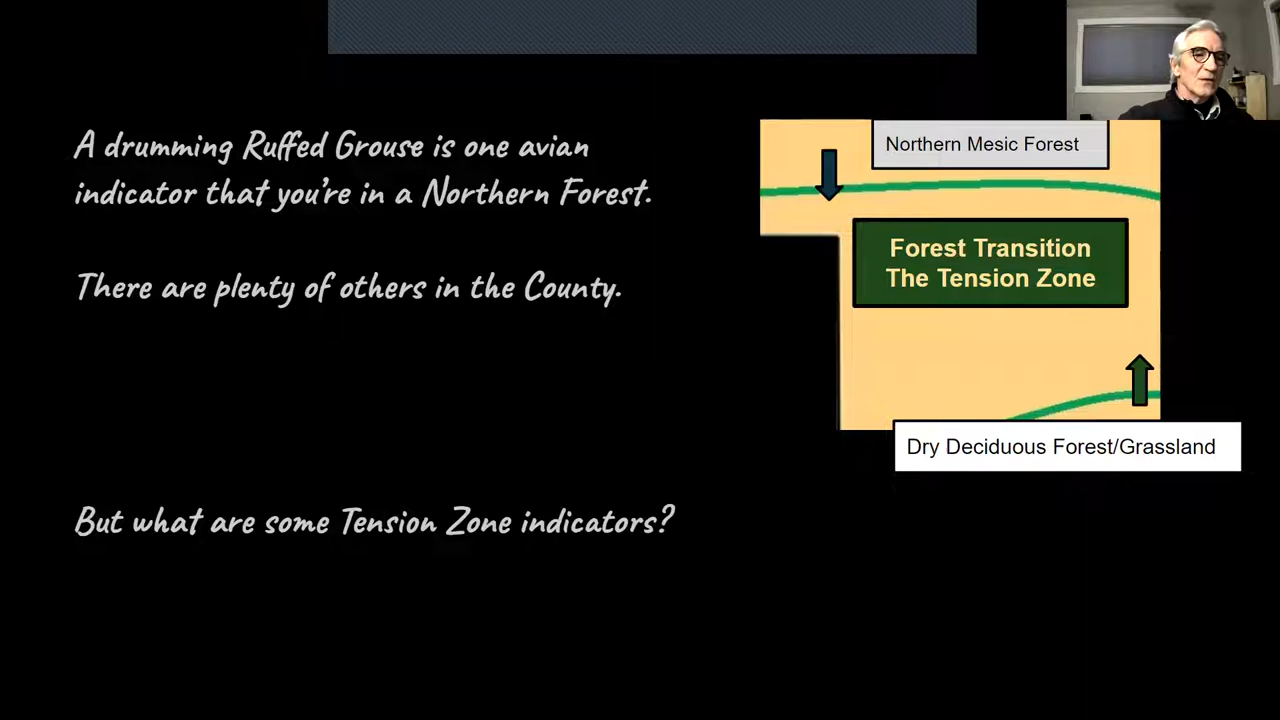 A drumming Ruffed Grouse is one avian
indicator that you're in a Northern Forest.
There are plenty of others in the County.
But what are some Tension Zone indicators?
Northern Mesic Forest
Forest Transition
The Tension Zone
Dry Deciduous Forest/Grassland